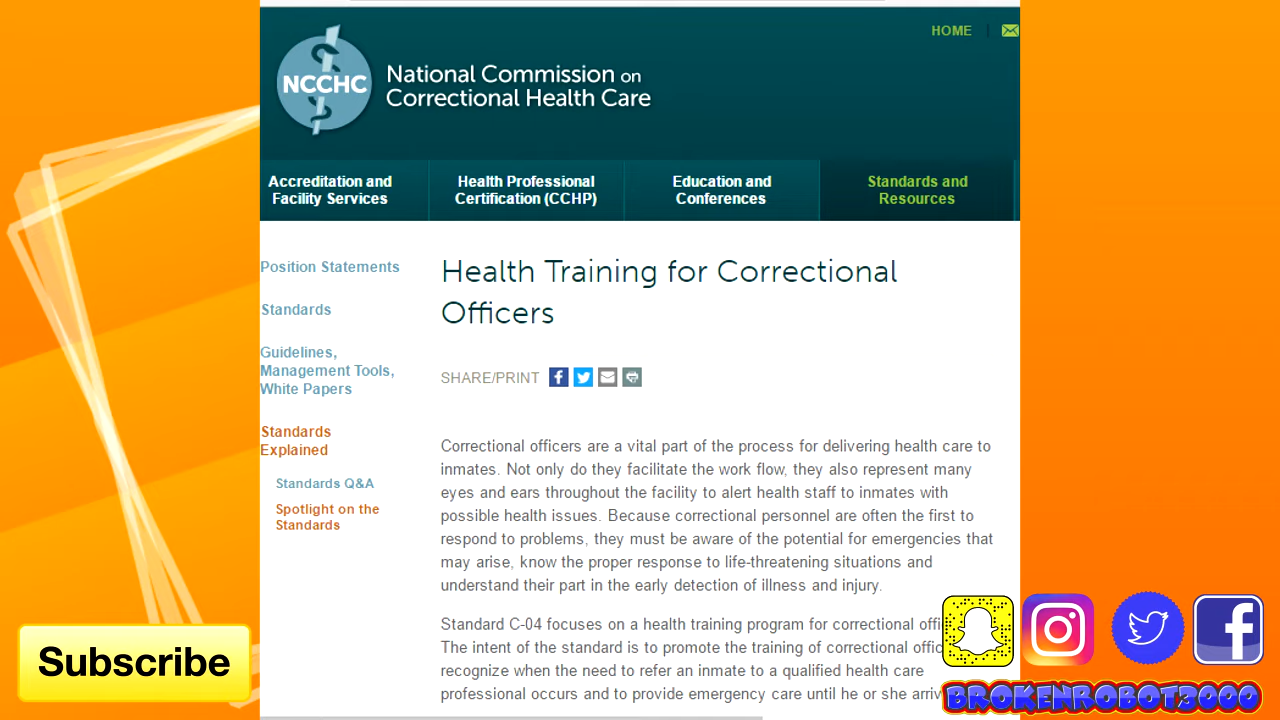 HOME
NCCHC
National Commission on
Correctional Health Care
Accreditation and
Facility Services
Health Professional
Certification (CCHP)
Education and
Conferences
Standards and
Resources
Position Statements
Standards
Guidelines,
Management Tools,
White Papers
Standards
Explained
Standards Q&A
Spotlight on the
Standards
Health Training for Correctional
Officers
SHARE/PRINT
Correctional officers are a vital part of the process for delivering health care to
inmates. Not only do they facilitate the work flow, they also represent many
eyes and ears throughout the facility to alert health staff to inmates with
possible health issues. Because correctional personnel are often the first to
respond to problems, they must be aware of the potential for emergencies that
may arise, know the proper response to life-threatening situations and
understand their part in the early detection of illness and injury.
Standard C-04 focuses on a health training program for correctional offi
The intent of the standard is to promote the training of correctional offic
recognize when the need to refer an inmate to a qualified health care
professional occurs and to provide emergency care until he or she arriv
Subscribe
BROKENROBOT3000